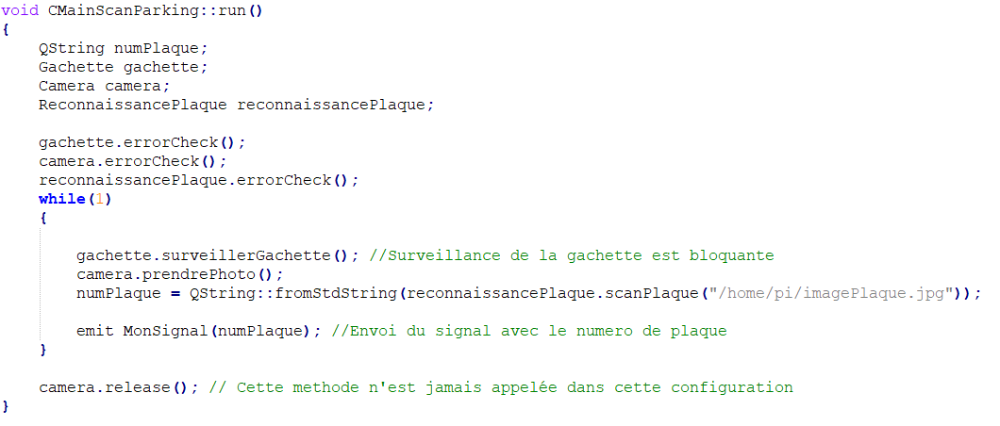 void CMainScanParking::run()
{
    QString numPlaque;
    Gachette gachette;
    Camera camera;
    ReconnaissancePlaque reconnaissancePlaque;

    gachette.errorCheck();
    camera.errorCheck();
    reconnaissancePlaque.errorCheck();
    while(1)
    {

        gachette.surveillerGachette(); //Surveillance de la gachette est bloquante
        camera.prendrePhoto();
        numPlaque = QString::fromStdString(reconnaissancePlaque.scanPlaque("/home/pi/imagePlaque.jpg"));

        emit MonSignal(numPlaque); //Envoi du signal avec le numero de plaque
    }

    camera.release(); // Cette methode n'est jamais appelée dans cette configuration
}